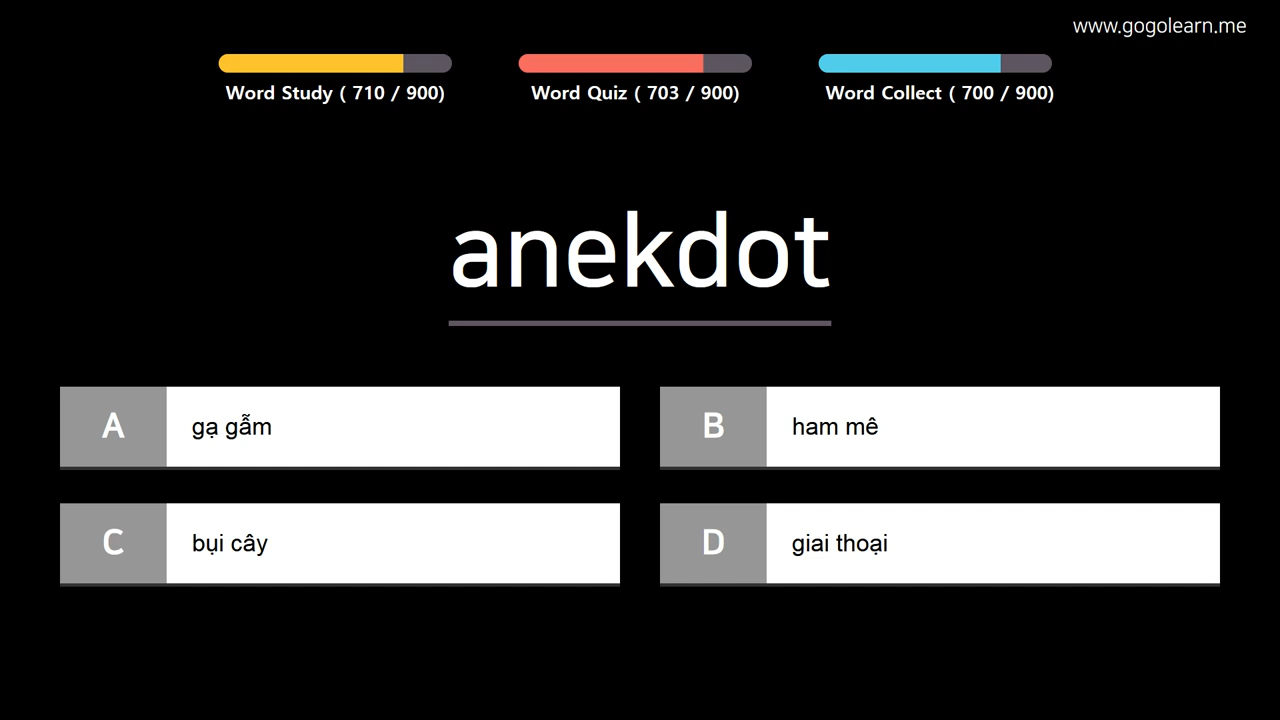 www.gogolearn.me
Word Study ( 710 / 900)
Word Quiz ( 703 / 900)
Word Collect ( 700 / 900)
anekdot
A gạ gẫm
B ham mê
C bụi cây
D giai thoại